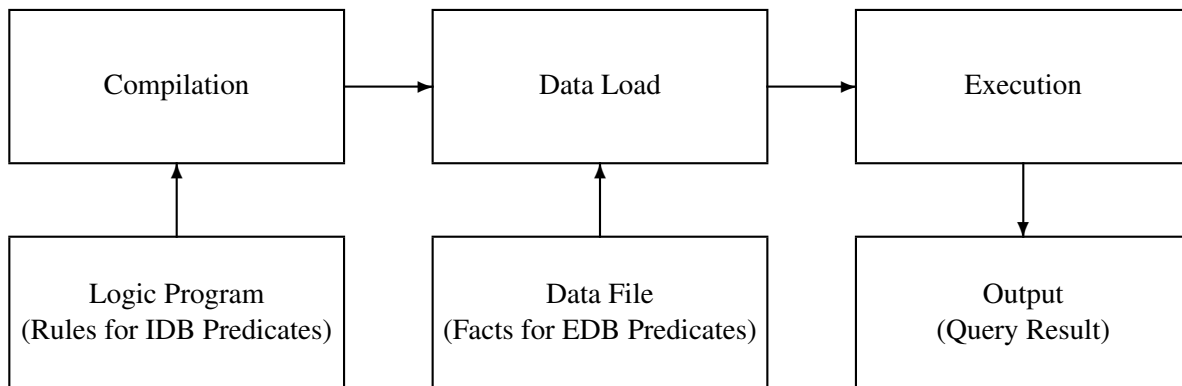 Compilation
Data Load
Execution
Logic Program
(Rules for IDB Predicates)
Data File
(Facts for EDB Predicates)
Output
(Query Result)